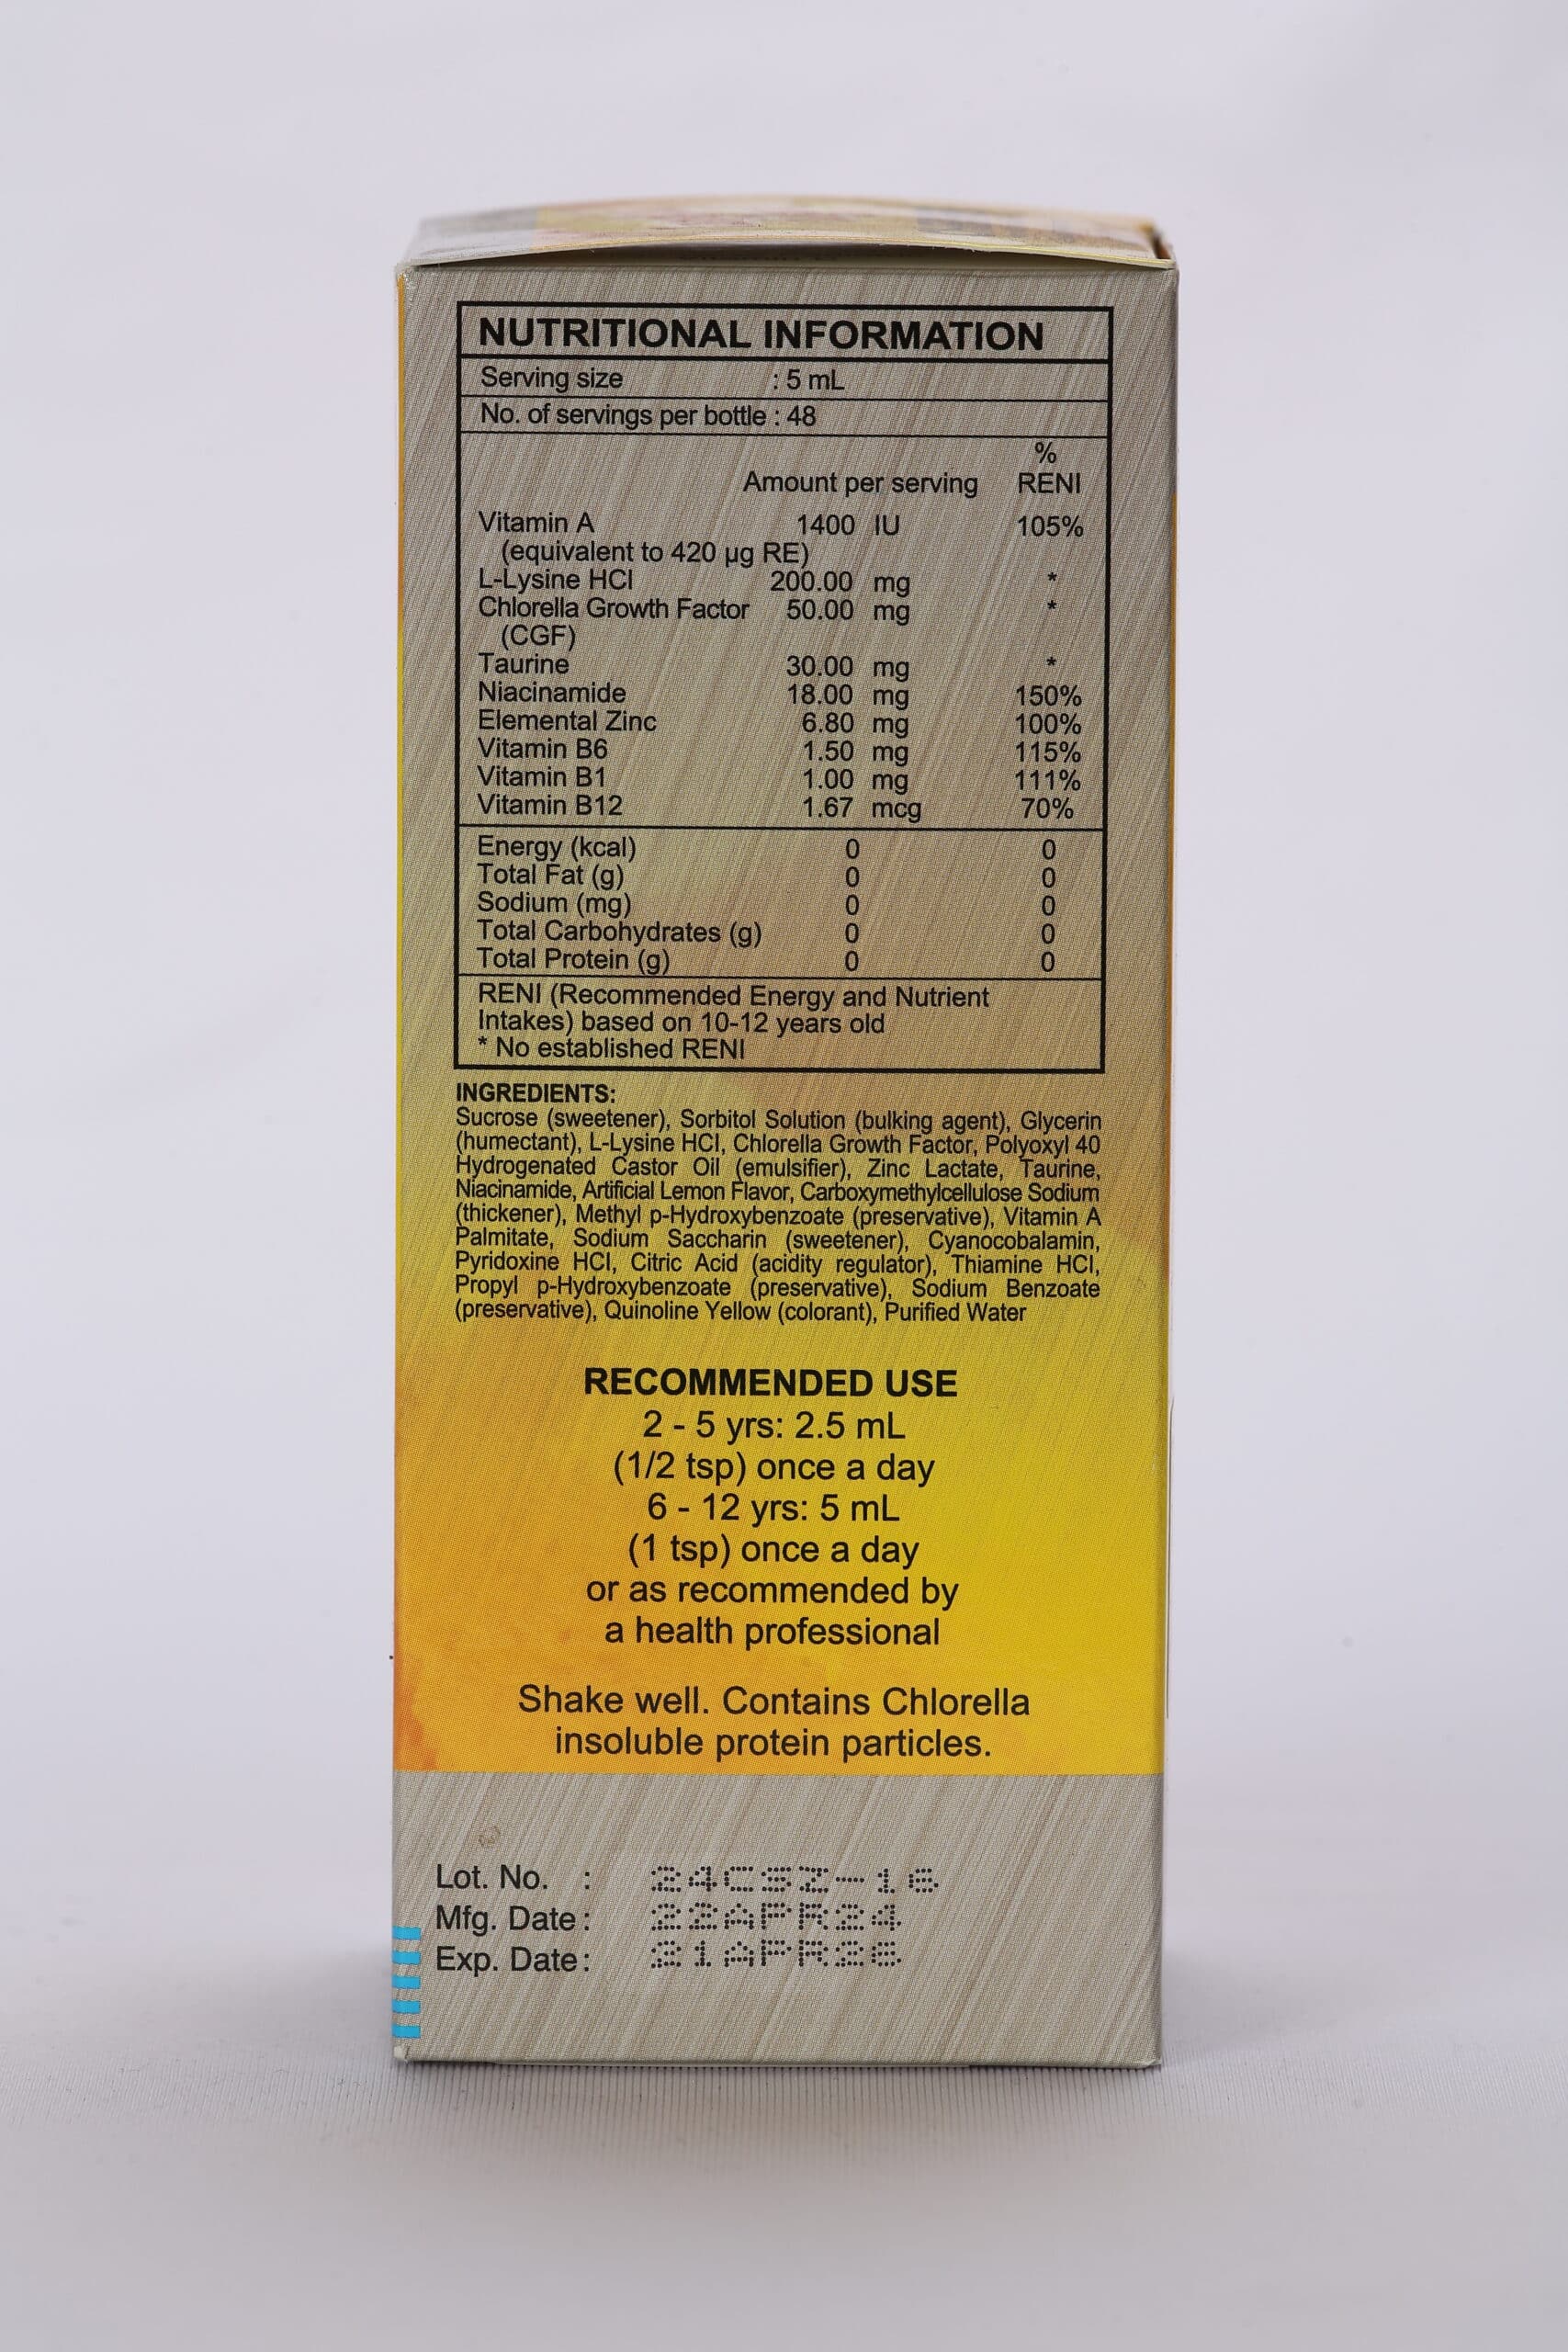 NUTRITIONAL INFORMATION
Serving size : 5 mL
No. of servings per bottle : 48
%
Amount per serving RENI
Vitamin A 1400 IU 105%
(equivalent to 420 µg RE)
L-Lysine HCl 200.00 mg *
Chlorella Growth Factor 50.00 mg *
(CGF)
Taurine 30.00 mg *
Niacinamide 18.00 mg 150%
Elemental Zinc 6.80 mg 100%
Vitamin B6 1.50 mg 115%
Vitamin B1 1.00 mg 111%
Vitamin B12 1.67 mcg 70%
Energy (kcal) 0 0
Total Fat (g) 0 0
Sodium (mg) 0 0
Total Carbohydrates (g) 0 0
Total Protein (g) 0 0
RENI (Recommended Energy and Nutrient
Intakes) based on 10-12 years old
* No established RENI
INGREDIENTS:
Sucrose (sweetener), Sorbitol Solution (bulking agent), Glycerin
(humectant), L-Lysine HCl, Chlorella Growth Factor, Polyoxyl 40
Hydrogenated Castor Oil (emulsifier), Zinc Lactate, Taurine,
Niacinamide, Artificial Lemon Flavor, Carboxymethylcellulose Sodium
(thickener), Methyl p-Hydroxybenzoate (preservative), Vitamin A
Palmitate, Sodium Saccharin (sweetener), Cyanocobalamin,
Pyridoxine HCl, Citric Acid (acidity regulator), Thiamine HCl,
Propyl p-Hydroxybenzoate (preservative), Sodium Benzoate
(preservative), Quinoline Yellow (colorant), Purified Water
RECOMMENDED USE
2 - 5 yrs: 2.5 mL
(1/2 tsp) once a day
6 - 12 yrs: 5 mL
(1 tsp) once a day
or as recommended by
a health professional
Shake well. Contains Chlorella
insoluble protein particles.
Lot. No. : 24CSZ-16
Mfg. Date : 22APR24
Exp. Date : 21APR26